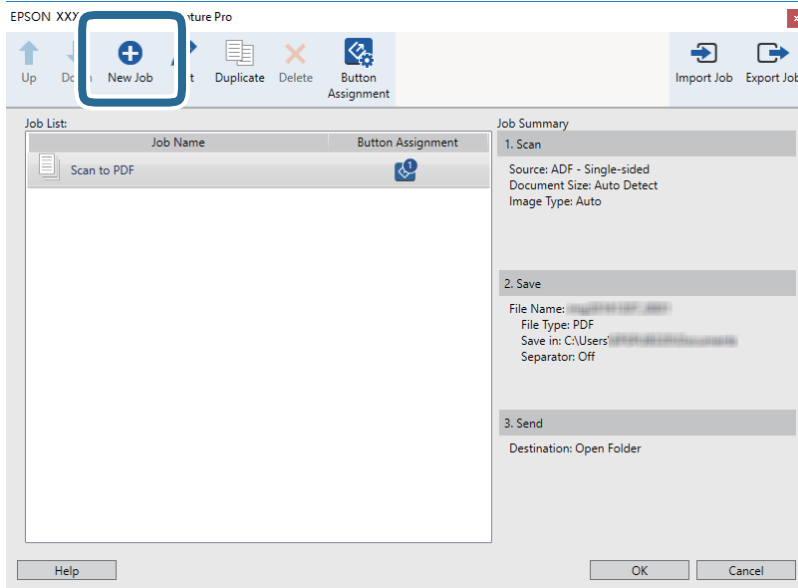 EPSON XXX ture Pro
Up
New Job
Duplicate
Delete
Button
Assignment
Import Job
Export Job
Job List:
Job Name
Button Assignment
Scan to PDF
1
Job Summary
1. Scan
Source: ADF - Single-sided
Document Size: Auto Detect
Image Type: Auto
2. Save
File Name:
File Type: PDF
Save in: C:\Users\
Separator: Off
3. Send
Destination: Open Folder
Help
OK
Cancel